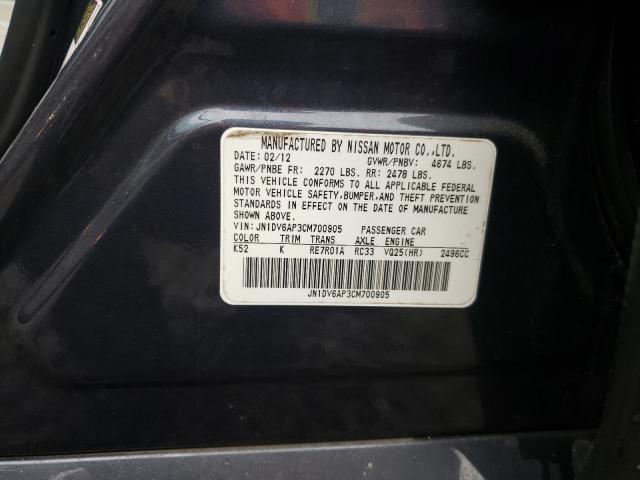 MANUFACTURED BY NISSAN MOTOR CO.,LTD.
DATE: 02/12 GVWR/PNBV: 4674 LBS.
GAWR/PNBE FR: 2270 LBS. RR: 2478 LBS.
THIS VEHICLE CONFORMS TO ALL APPLICABLE FEDERAL
MOTOR VEHICLE SAFETY,BUMPER,AND THEFT PREVENTION
STANDARDS IN EFFECT ON THE DATE OF MANUFACTURE
SHOWN ABOVE.
VIN: JN1DV6AP3CM700905 PASSENGER CAR
COLOR TRIM TRANS AXLE ENGINE
K52 K RE7R01A RC33 VQ25(HR) 2496CC
JN1DV6AP3CM700905